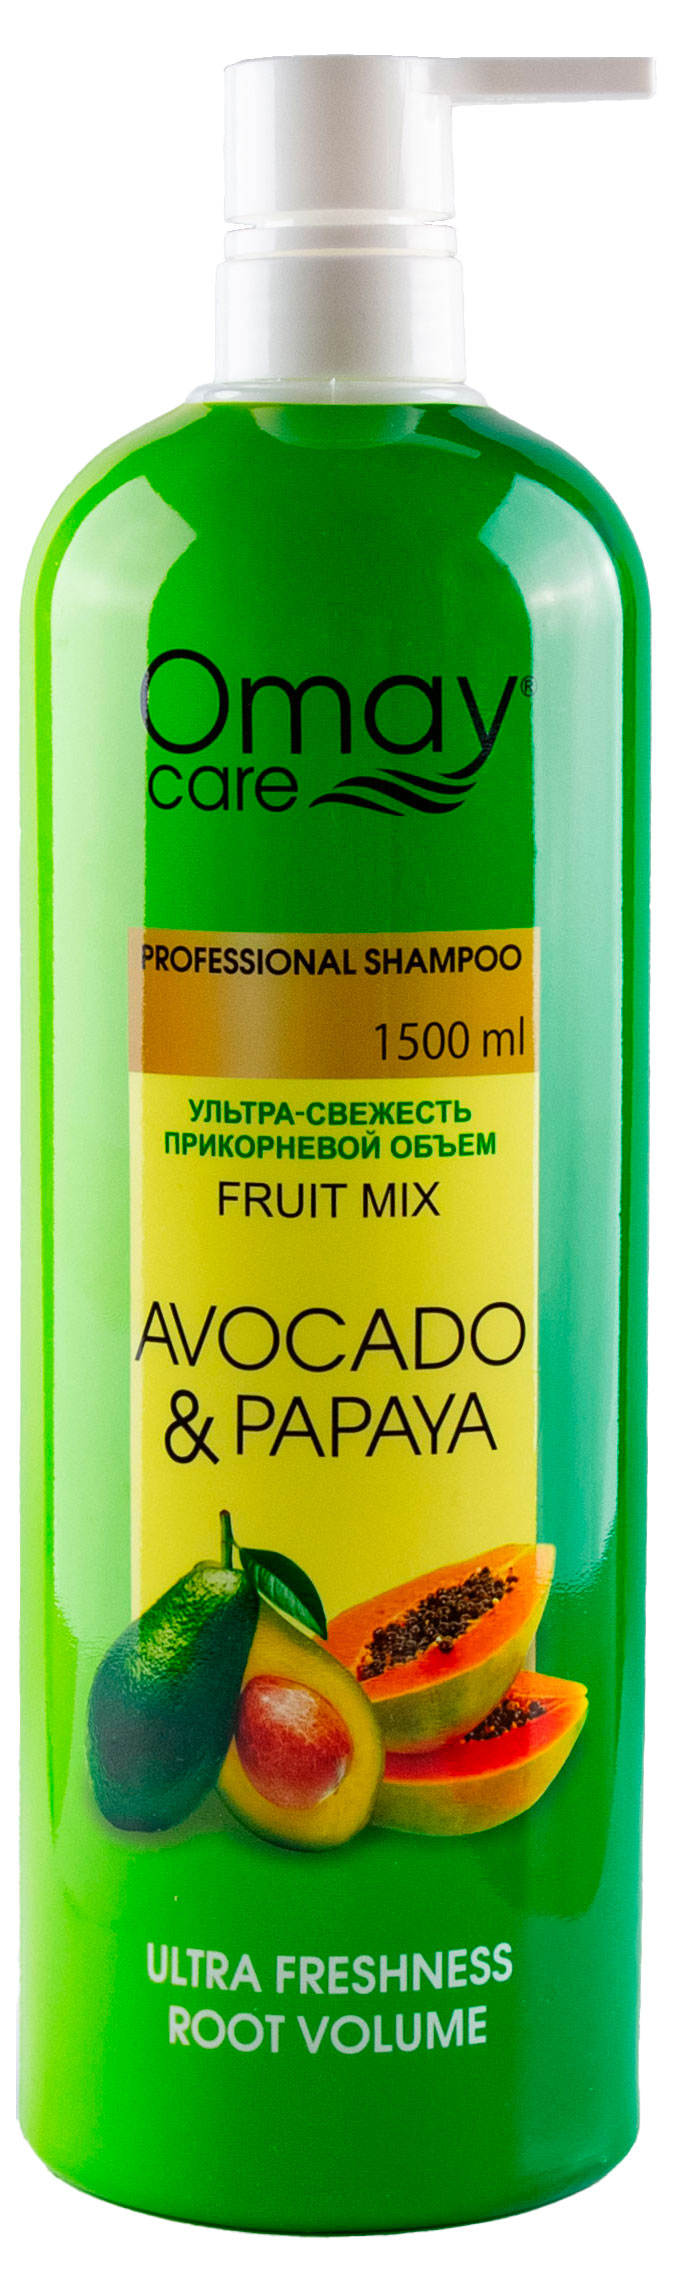 Omay®
care
PROFESSIONAL SHAMPOO
1500 ml
УЛЬТРА-СВЕЖЕСТЬ
ПРИКОРНЕВОЙ ОБЪЕМ
FRUIT MIX
AVOCADO
& PAPAYA
ULTRA FRESHNESS
ROOT VOLUME